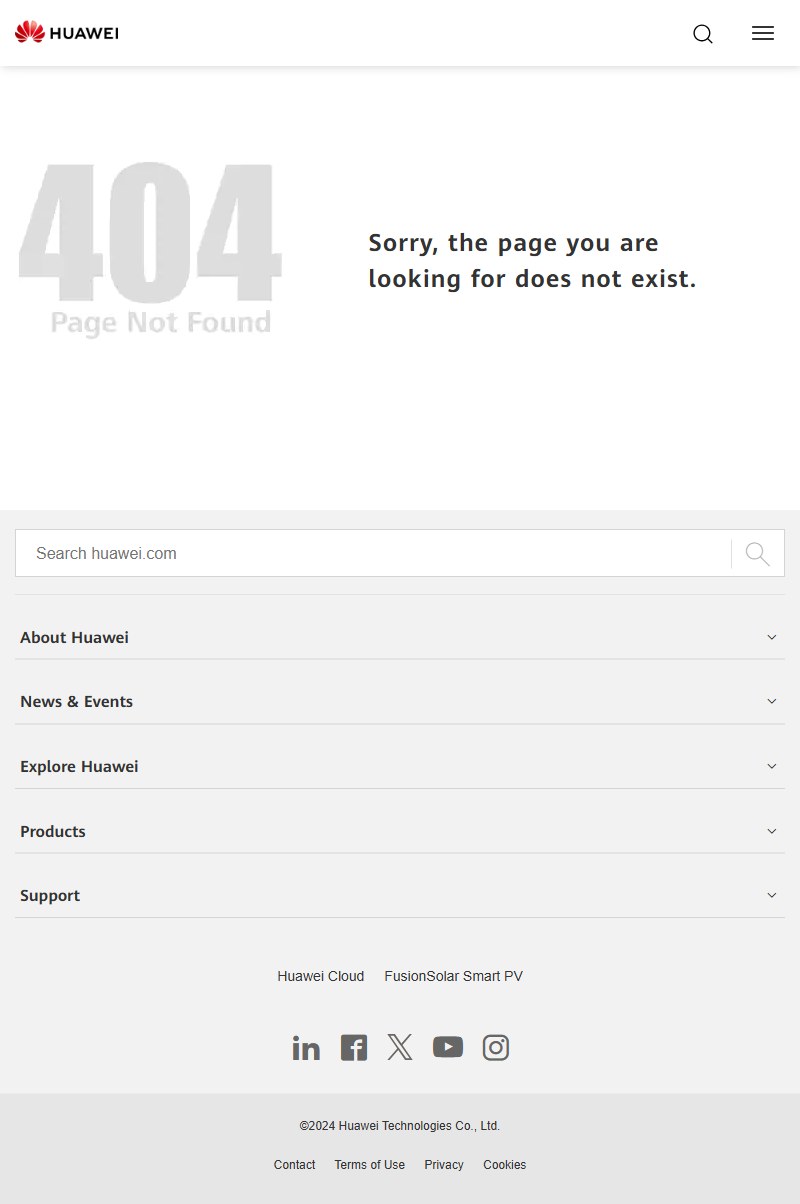 HUAWEI
404
Page Not Found
Sorry, the page you are
looking for does not exist.
Search huawei.com
About Huawei
News & Events
Explore Huawei
Products
Support
Huawei Cloud FusionSolar Smart PV
©2024 Huawei Technologies Co., Ltd.
Contact Terms of Use Privacy Cookies